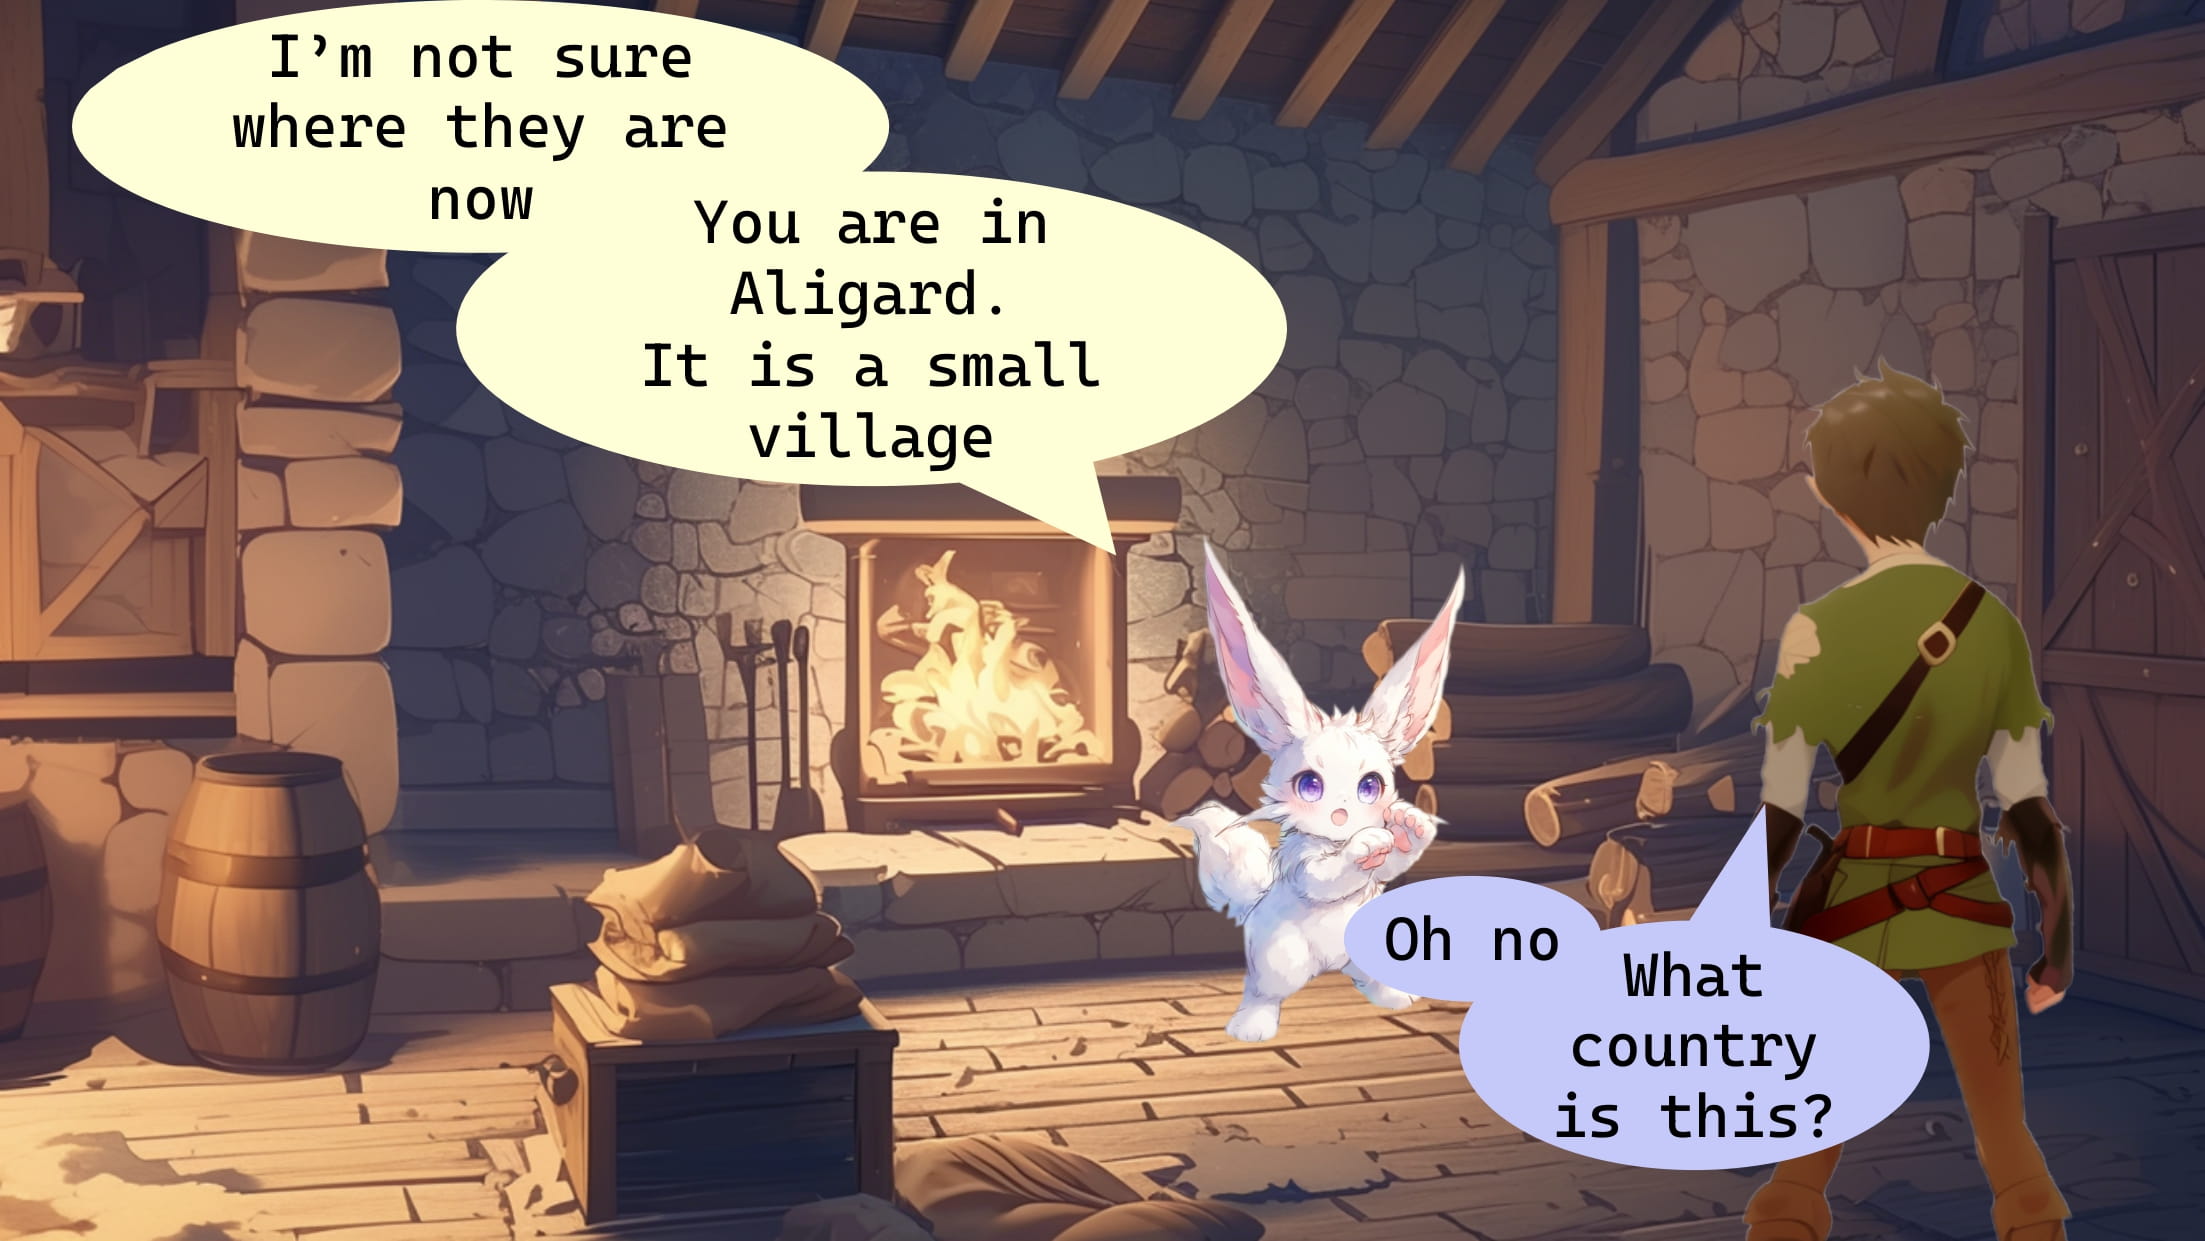 I’m not sure
where they are
now
You are in
Aligard.
It is a small
village
Oh no
What
country
is this?